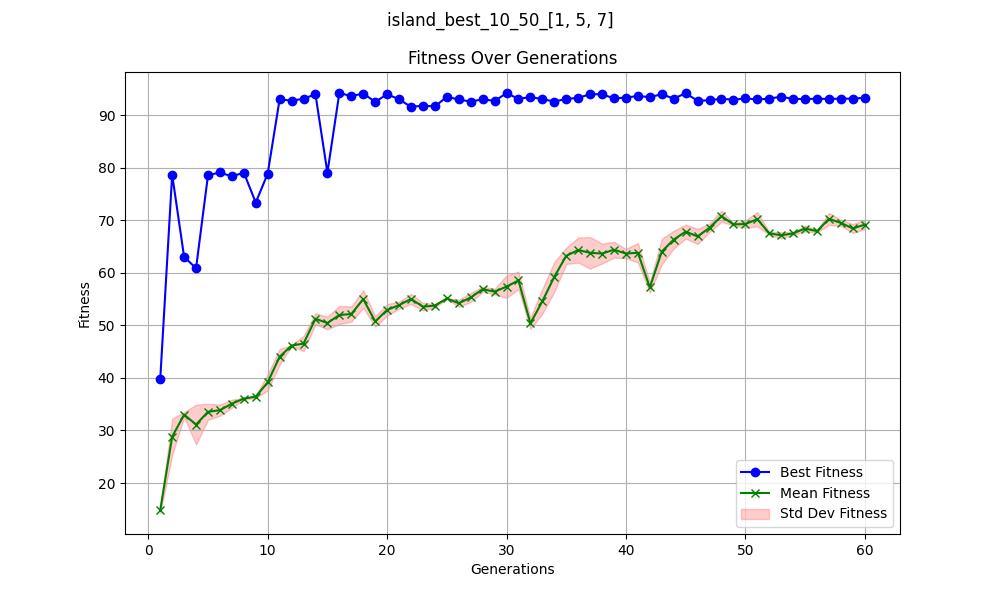 island_best_10_50_[1, 5, 7]
Fitness Over Generations
Fitness
90
80
70
60
50
40
30
20
0 10 20 30 40 50 60
Generations
Best Fitness
Mean Fitness
Std Dev Fitness